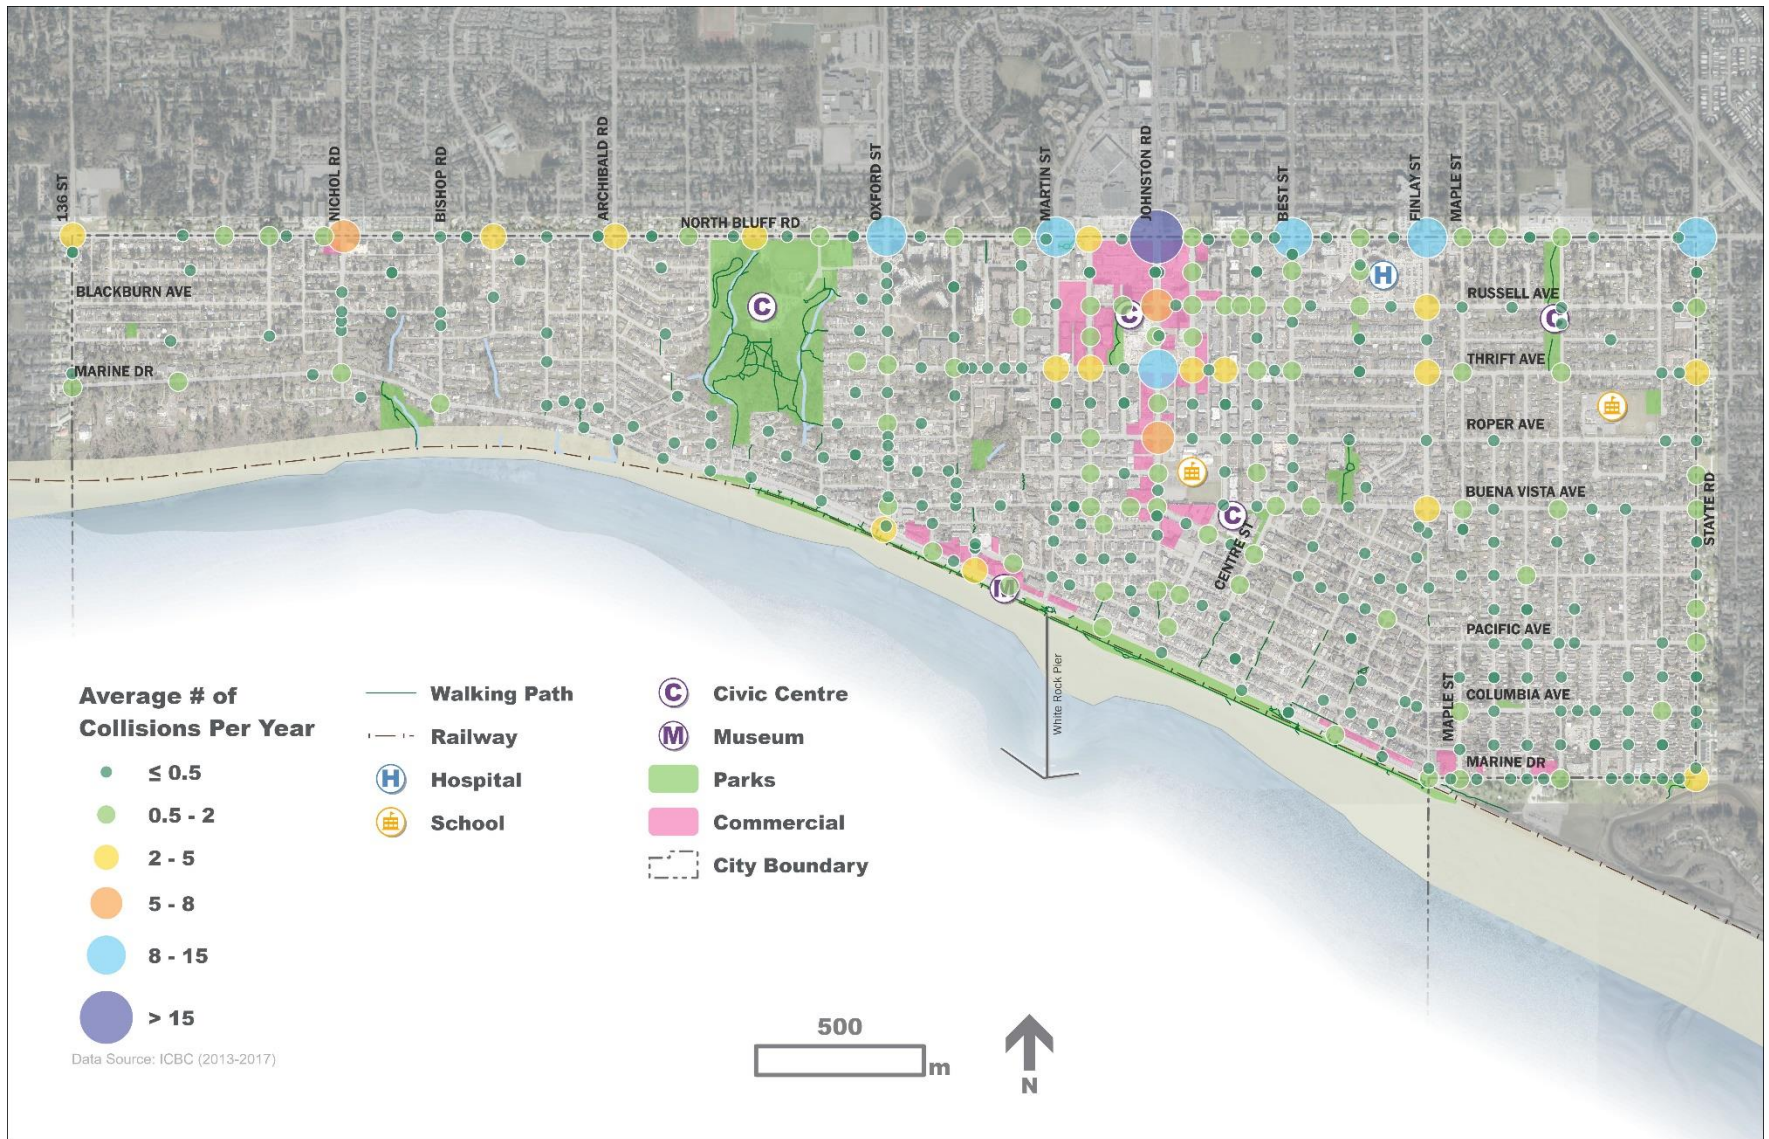 136 ST
NICHOL RD
BISHOP RD
ARCHIBALD RD
NORTH BLUFF RD
OXFORD ST
MARTIN ST
JOHNSTON RD
BEST ST
FINLAY ST
MAPLE ST
BLACKBURN AVE
C
C
H
RUSSELL AVE
C
MARINE DR
THRIFT AVE
ROPER AVE
BUENA VISTA AVE
STAYTE RD
C
CENTRE ST
M
PACIFIC AVE
White Rock Pier
COLUMBIA AVE
MAPLE ST
MARINE DR
Average # of
Collisions Per Year
≤ 0.5
0.5 - 2
2 - 5
5 - 8
8 - 15
> 15
Data Source: ICBC (2013-2017)
Walking Path
Railway
H Hospital
School
C Civic Centre
M Museum
Parks
Commercial
City Boundary
500
m
N